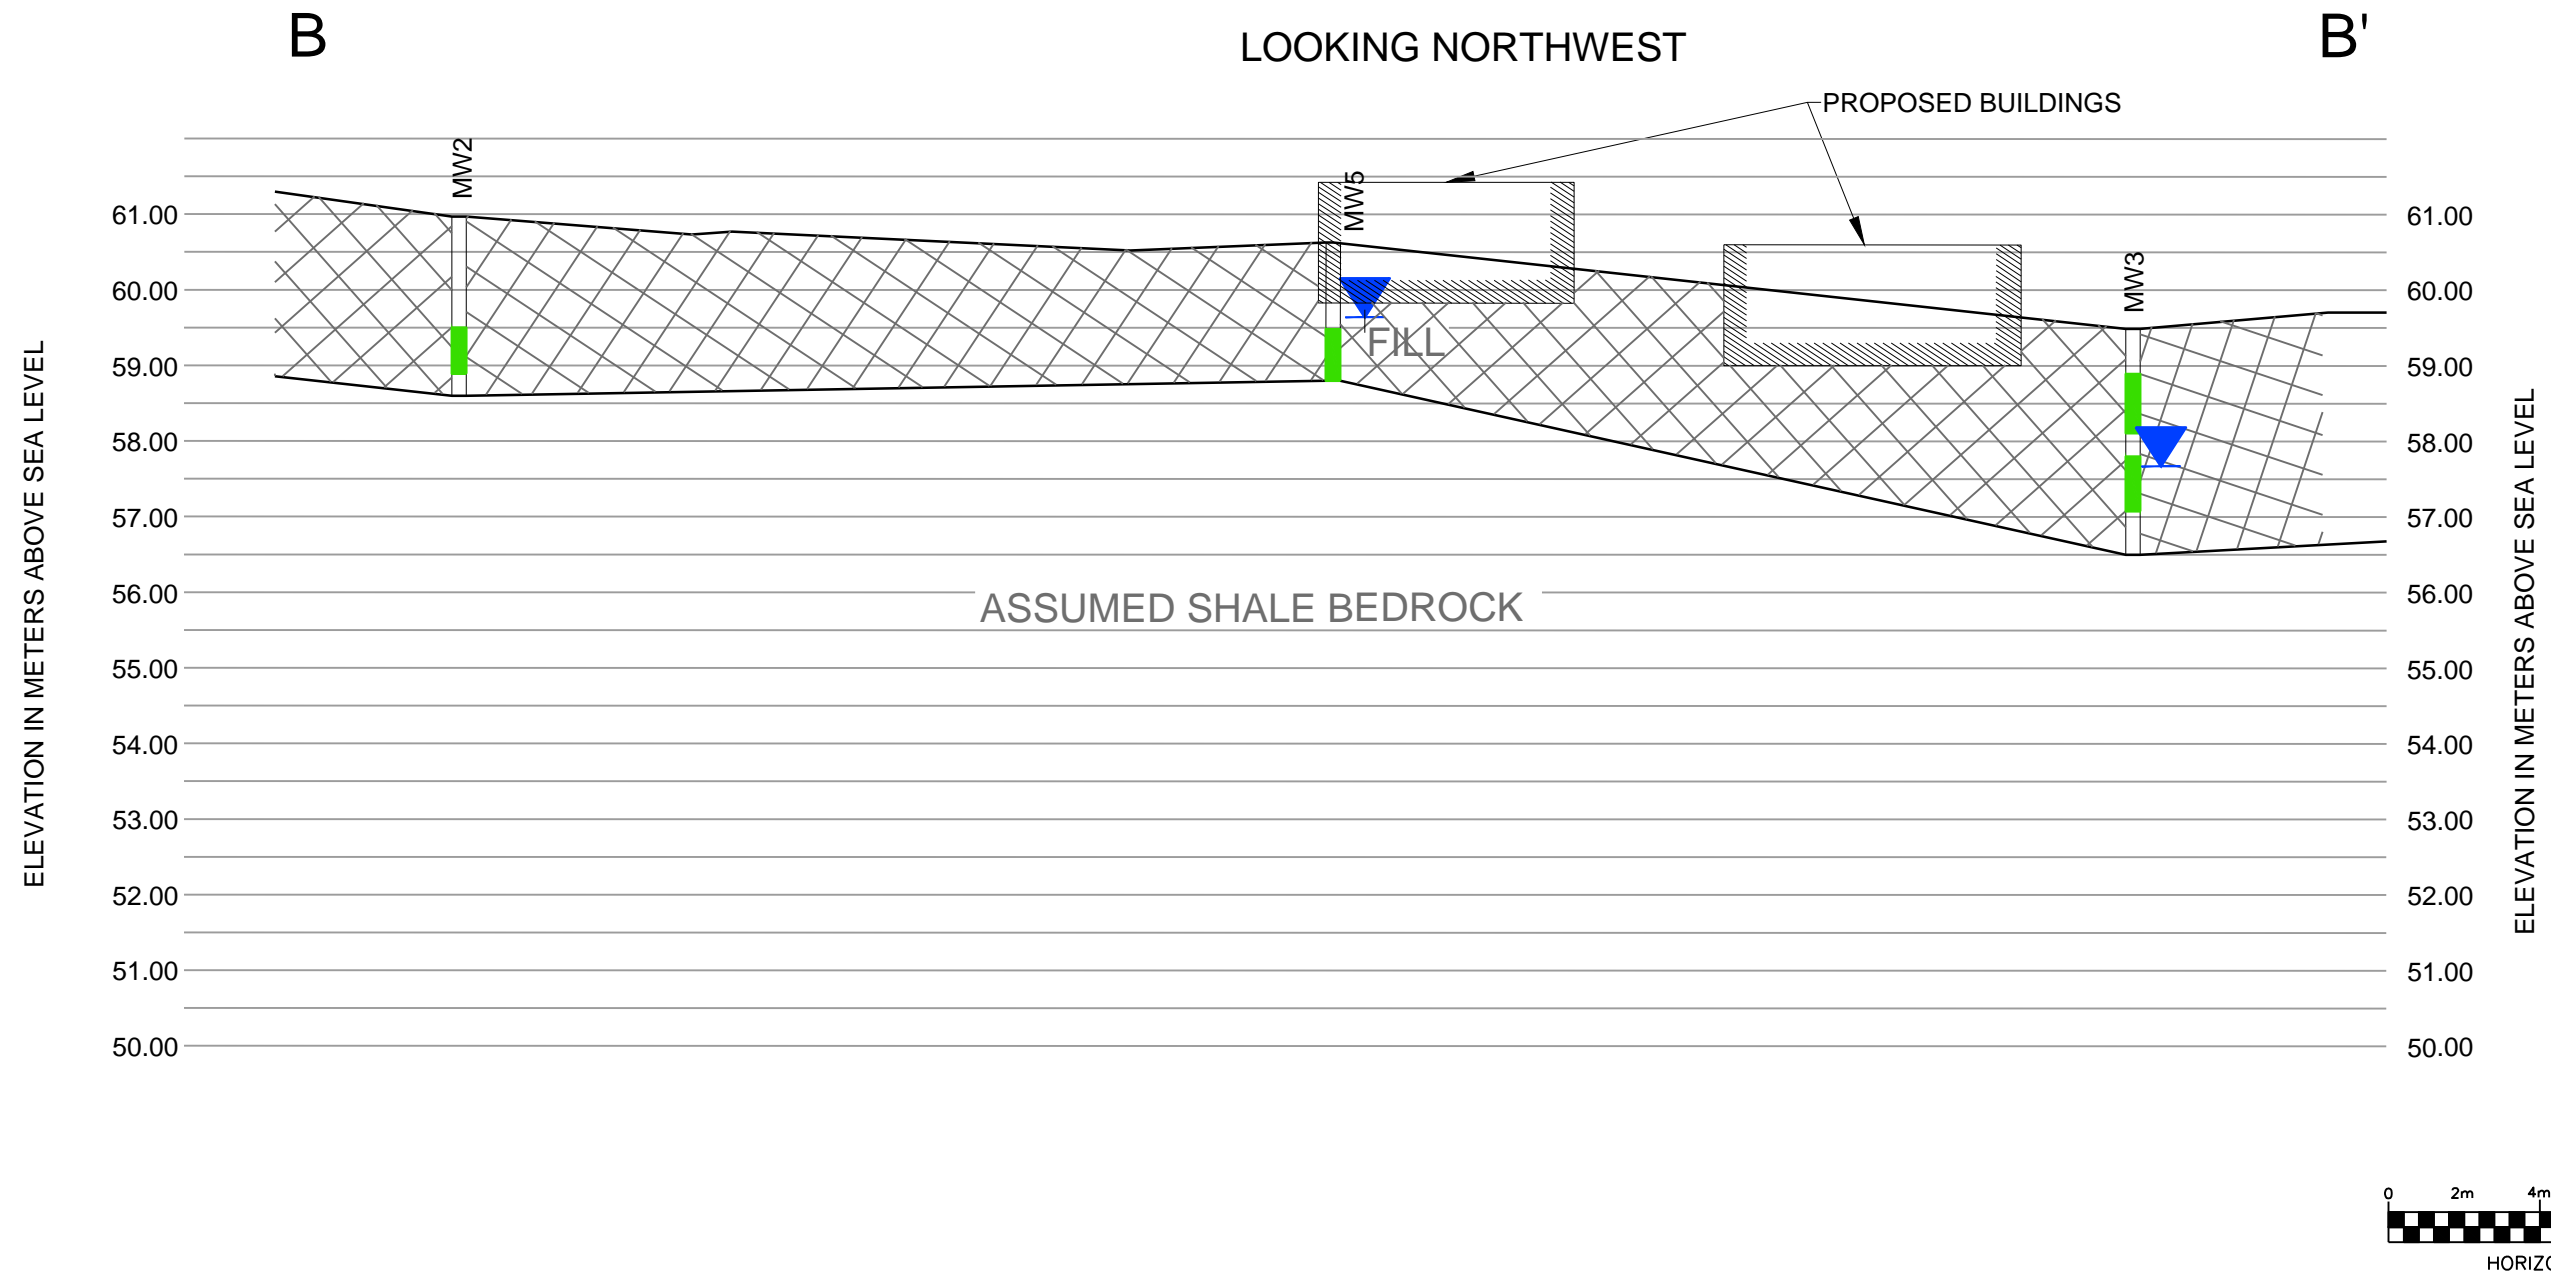 B
LOOKING NORTHWEST
B'
PROPOSED BUILDINGS
MW2
MW5
MW3
61.00
61.00
60.00
60.00
FILL
59.00
59.00
58.00
58.00
57.00
57.00
56.00
ASSUMED SHALE BEDROCK
56.00
55.00
55.00
54.00
54.00
53.00
53.00
52.00
52.00
51.00
51.00
50.00
50.00
ELEVATION IN METERS ABOVE SEA LEVEL
ELEVATION IN METERS ABOVE SEA LEVEL
0 2m 4m